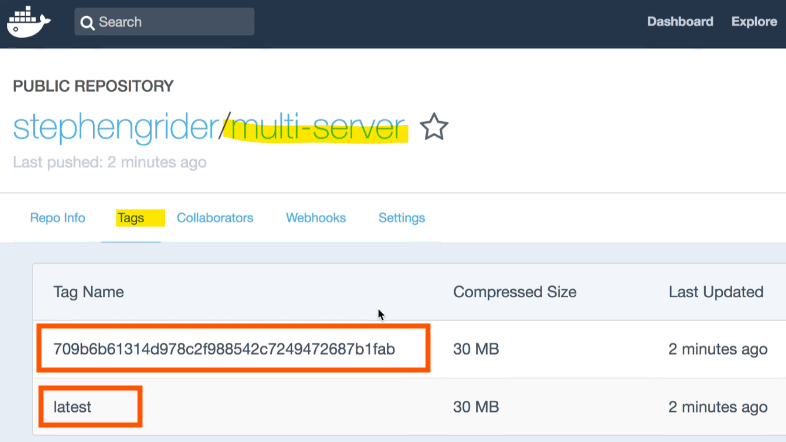 Search
Dashboard Explore
PUBLIC REPOSITORY
stephengrider/multi-server
Last pushed: 2 minutes ago
Repo Info Tags Collaborators Webhooks Settings
Tag Name Compressed Size Last Updated
709b6b61314d978c2f988542c7249472687b1fab 30 MB 2 minutes ago
latest 30 MB 2 minutes ago